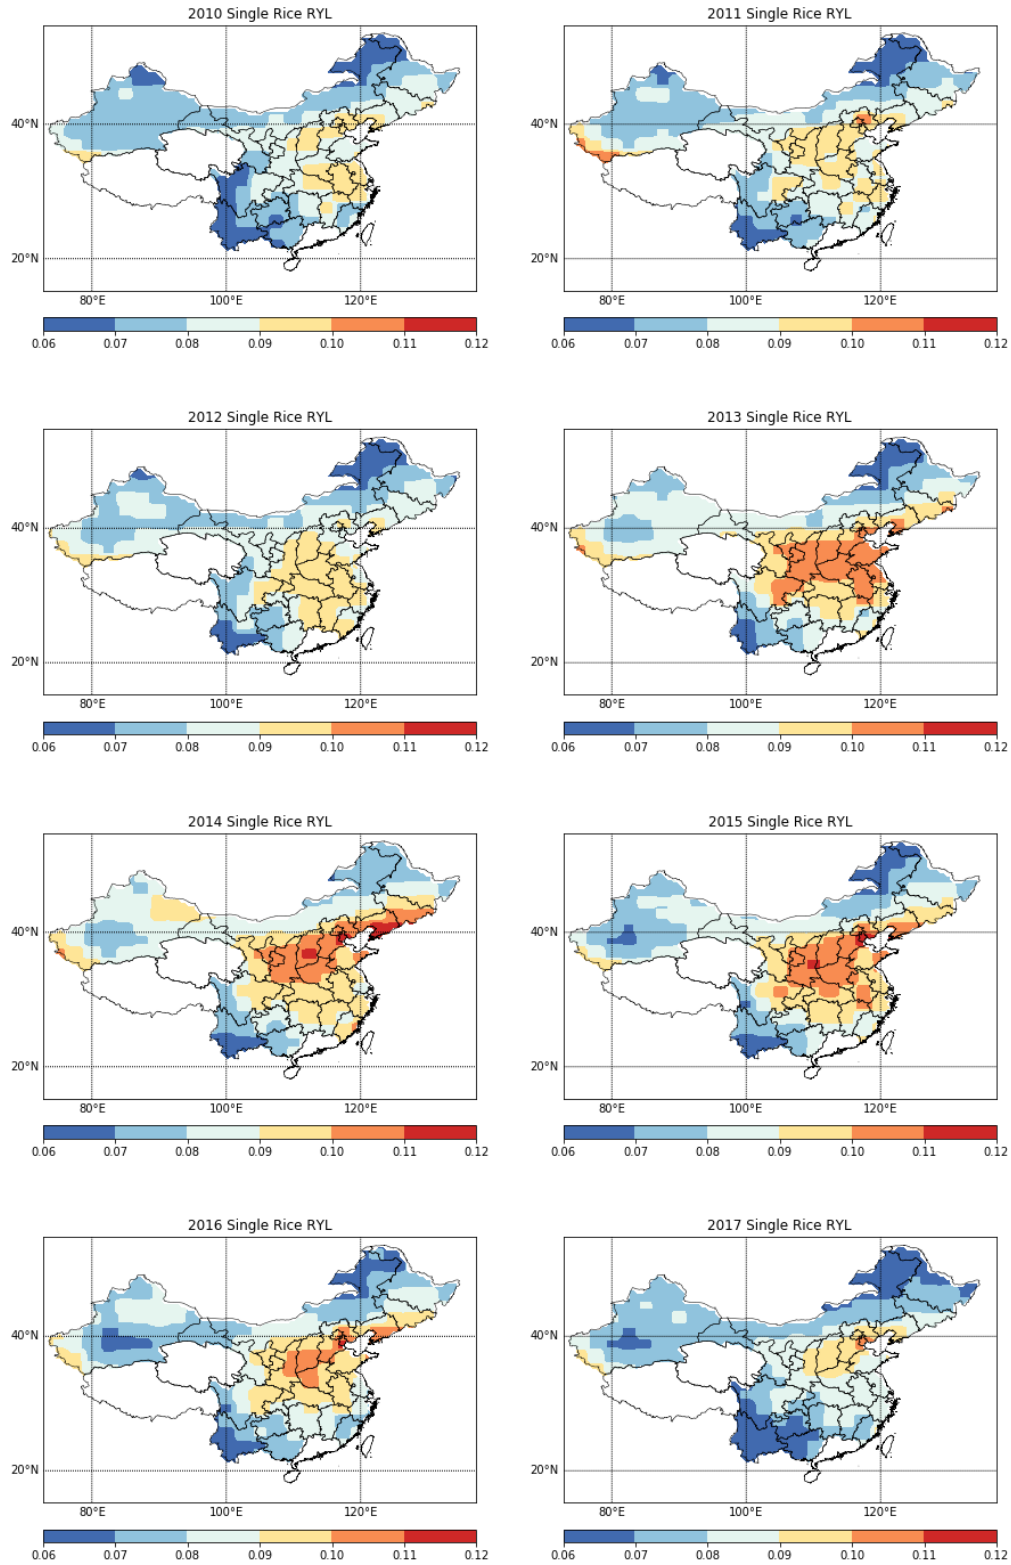 2010 Single Rice RYL
2011 Single Rice RYL
40°N
40°N
20°N
20°N
80°E 100°E 120°E
80°E 100°E 120°E
0.06 0.07 0.08 0.09 0.10 0.11 0.12
0.06 0.07 0.08 0.09 0.10 0.11 0.12
2012 Single Rice RYL
2013 Single Rice RYL
40°N
40°N
20°N
20°N
80°E 100°E 120°E
80°E 100°E 120°E
0.06 0.07 0.08 0.09 0.10 0.11 0.12
0.06 0.07 0.08 0.09 0.10 0.11 0.12
2014 Single Rice RYL
2015 Single Rice RYL
40°N
40°N
20°N
20°N
80°E 100°E 120°E
80°E 100°E 120°E
0.06 0.07 0.08 0.09 0.10 0.11 0.12
0.06 0.07 0.08 0.09 0.10 0.11 0.12
2016 Single Rice RYL
2017 Single Rice RYL
40°N
40°N
20°N
20°N
80°E 100°E 120°E
80°E 100°E 120°E
0.06 0.07 0.08 0.09 0.10 0.11 0.12
0.06 0.07 0.08 0.09 0.10 0.11 0.12